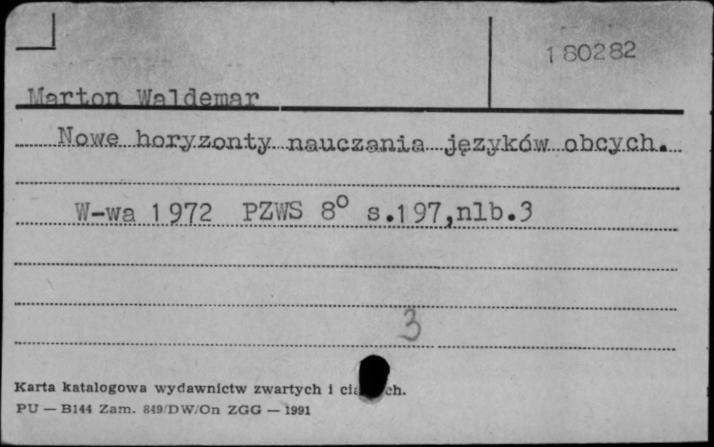 180282
Marton Waldemar
Nowe horyzonty nauczania języków obcych.
W-wa 1972 PZWS 8° s.197,nlb.3
3
Karta katalogowa wydawnictw zwartych i
PU — B144 Zam. 849/DW/On ZGG — 1991